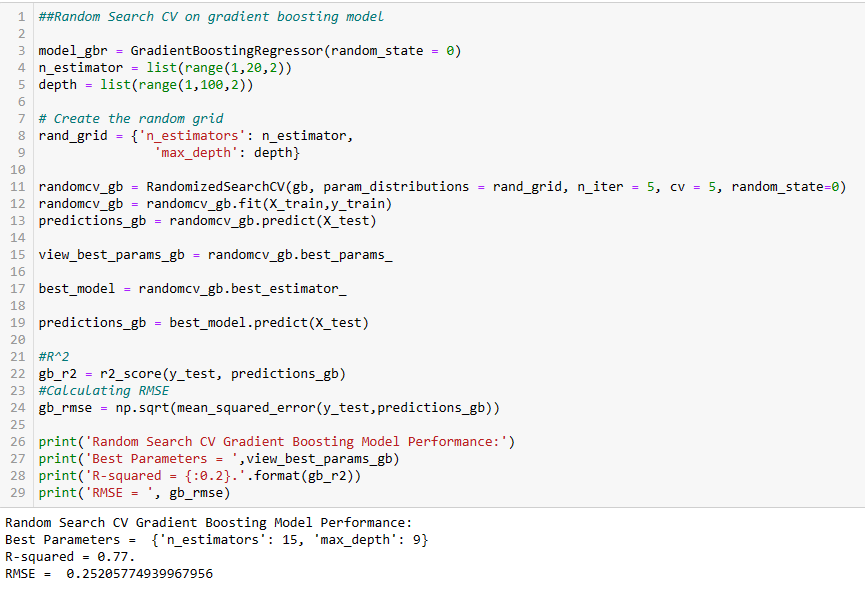 1 ##Random Search CV on gradient boosting model
2
3 model_gbr = GradientBoostingRegressor(random_state = 0)
4 n_estimator = list(range(1,20,2))
5 depth = list(range(1,100,2))
6
7 # Create the random grid
8 rand_grid = {'n_estimators': n_estimator,
9               'max_depth': depth}
10
11 randomcv_gb = RandomizedSearchCV(gb, param_distributions = rand_grid, n_iter = 5, cv = 5, random_state=0)
12 randomcv_gb = randomcv_gb.fit(X_train,y_train)
13 predictions_gb = randomcv_gb.predict(X_test)
14
15 view_best_params_gb = randomcv_gb.best_params_
16
17 best_model = randomcv_gb.best_estimator_
18
19 predictions_gb = best_model.predict(X_test)
20
21 #R^2
22 gb_r2 = r2_score(y_test, predictions_gb)
23 #Calculating RMSE
24 gb_rmse = np.sqrt(mean_squared_error(y_test,predictions_gb))
25
26 print('Random Search CV Gradient Boosting Model Performance:')
27 print('Best Parameters = ',view_best_params_gb)
28 print('R-squared = {:0.2}.'.format(gb_r2))
29 print('RMSE = ', gb_rmse)
Random Search CV Gradient Boosting Model Performance:
Best Parameters =  {'n_estimators': 15, 'max_depth': 9}
R-squared = 0.77.
RMSE =  0.25205774939967956